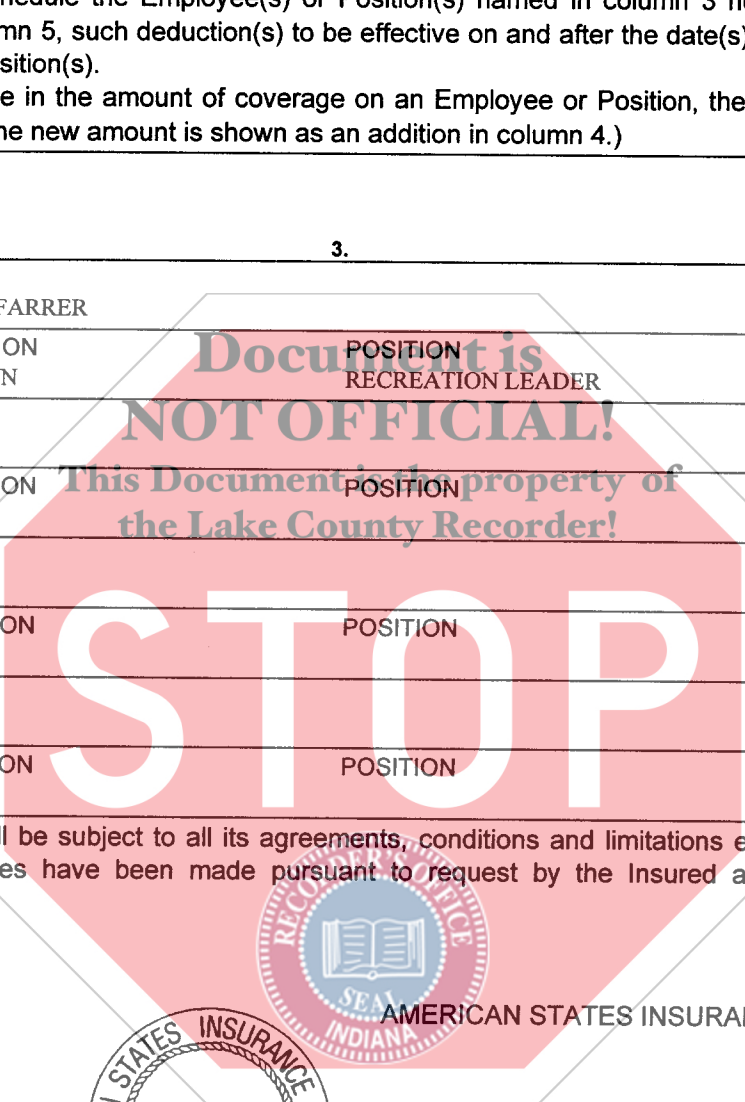 hedule the Employee(s) or Position(s) named in column 3
mn 5, such deduction(s) to be effective on and after the date(s)
sition(s).
e in the amount of coverage on an Employee or Position, the
he new amount is shown as an addition in column 4.)
3.
FARRER
ON POSITION
N RECREATION LEADER
Document is
NOT OFFICIAL!
ON POSITION
This Document is the property of
the Lake County Recorder!
ON POSITION
STOP
ON POSITION
ll be subject to all its agreements, conditions and limitations e
es have been made pursuant to request by the Insured a
RECORDER'S OFFICE
SEAL
INDIANA
AMERICAN STATES INSURA
N STATES INSURANCE